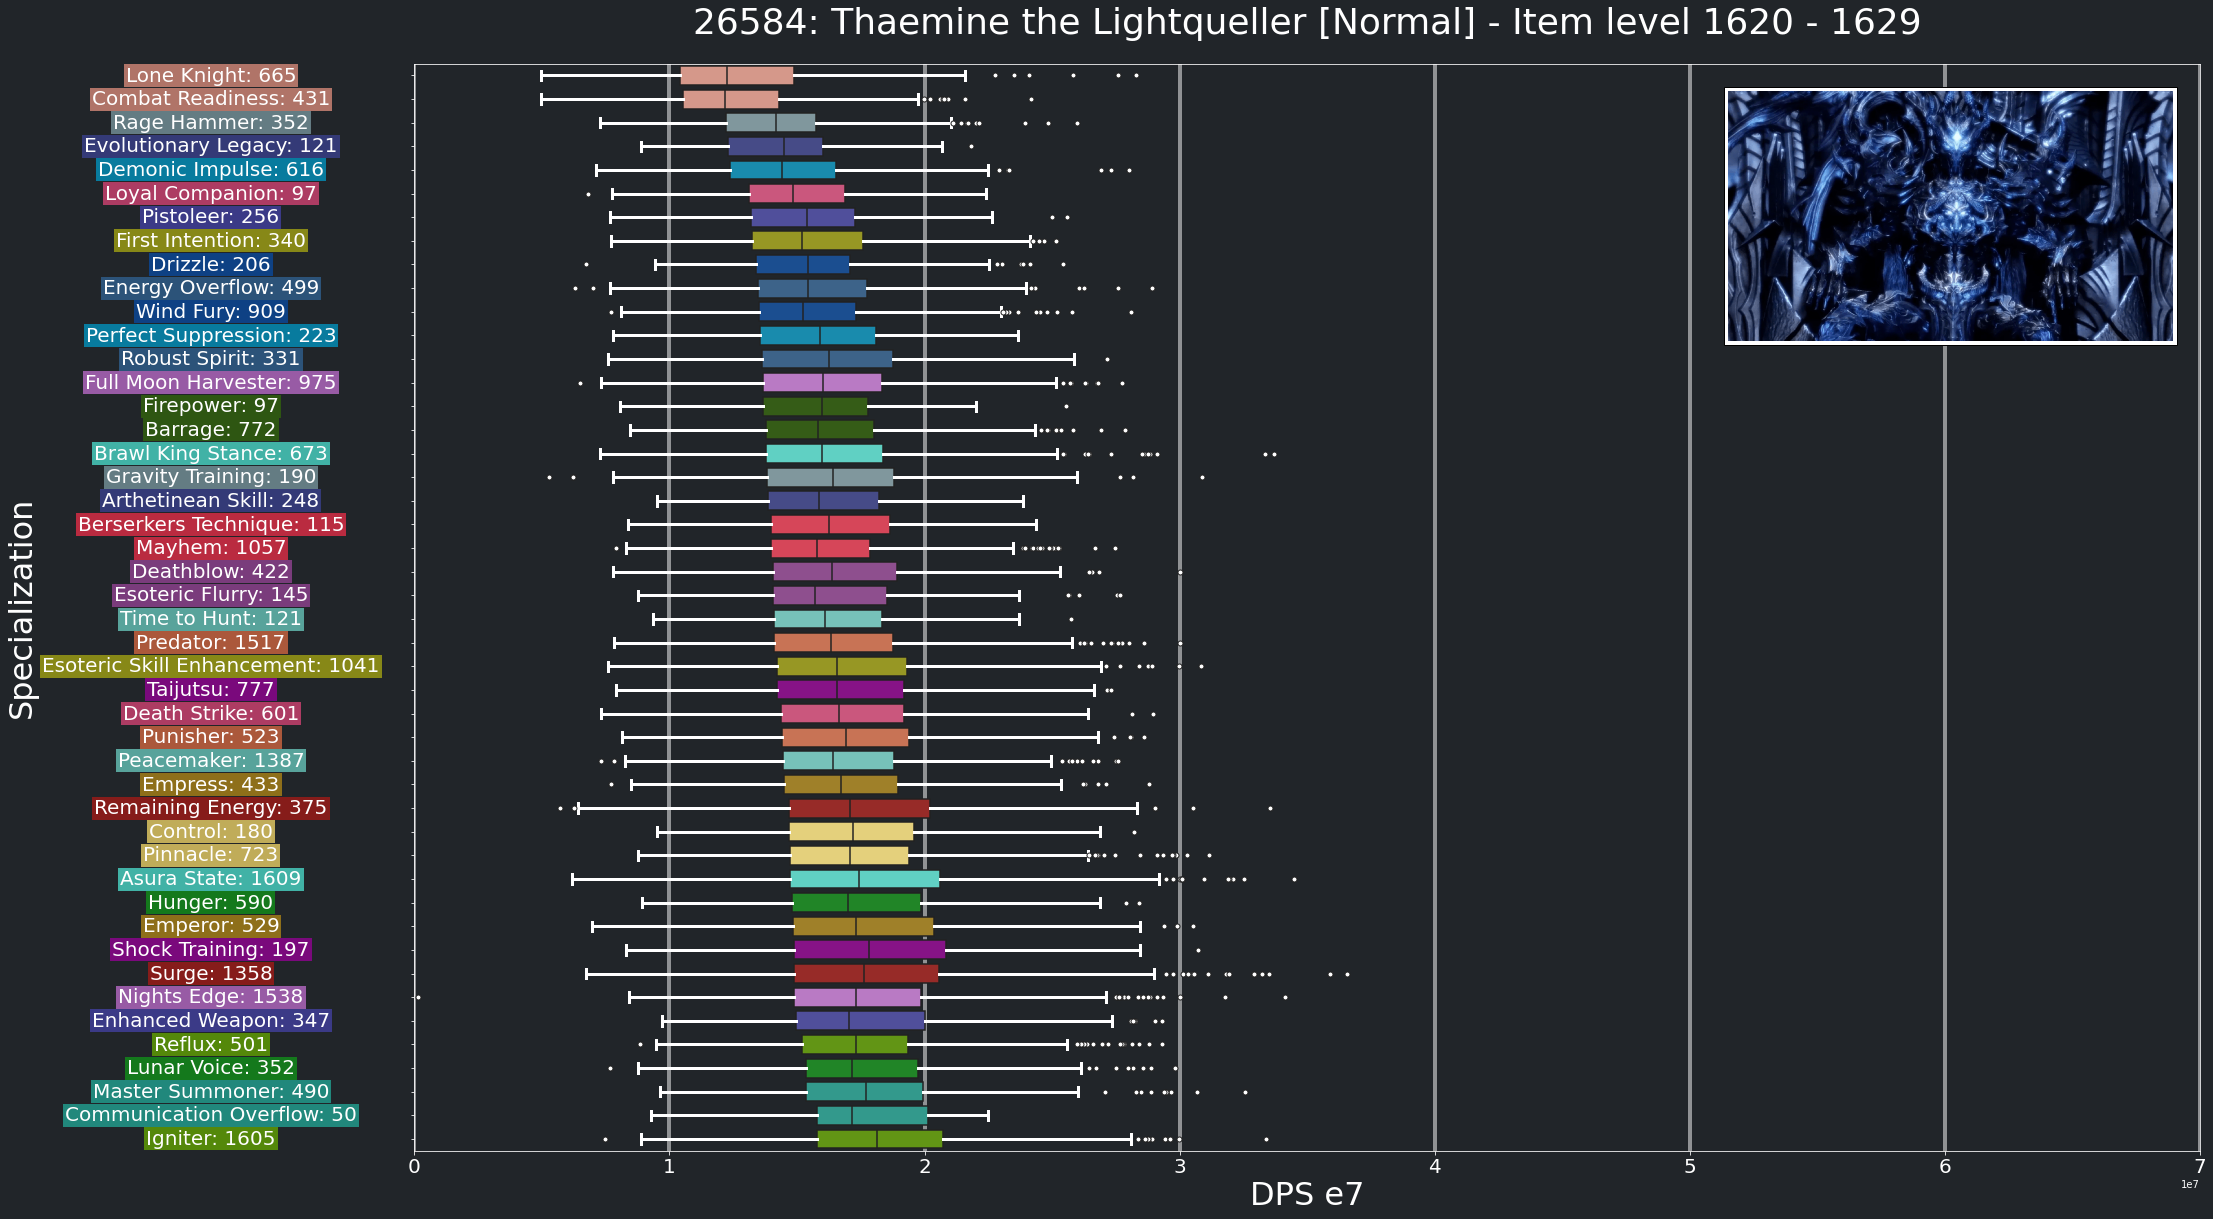 26584: Thaemine the Lightqueller [Normal] - Item level 1620 - 1629
Lone Knight: 665
Combat Readiness: 431
Rage Hammer: 352
Evolutionary Legacy: 121
Demonic Impulse: 616
Loyal Companion: 97
Pistoleer: 256
First Intention: 340
Drizzle: 206
Energy Overflow: 499
Wind Fury: 909
Perfect Suppression: 223
Robust Spirit: 331
Full Moon Harvester: 975
Firepower: 97
Barrage: 772
Brawl King Stance: 673
Gravity Training: 190
Arthetinean Skill: 248
Berserkers Technique: 115
Mayhem: 1057
Deathblow: 422
Esoteric Flurry: 145
Time to Hunt: 121
Predator: 1517
Esoteric Skill Enhancement: 1041
Taijutsu: 777
Death Strike: 601
Punisher: 523
Peacemaker: 1387
Empress: 433
Remaining Energy: 375
Control: 180
Pinnacle: 723
Asura State: 1609
Hunger: 590
Emperor: 529
Shock Training: 197
Surge: 1358
Nights Edge: 1538
Enhanced Weapon: 347
Reflux: 501
Lunar Voice: 352
Master Summoner: 490
Communication Overflow: 50
Igniter: 1605
Specialization
0 1 2 3 4 5 6 7
1e7
DPS e7